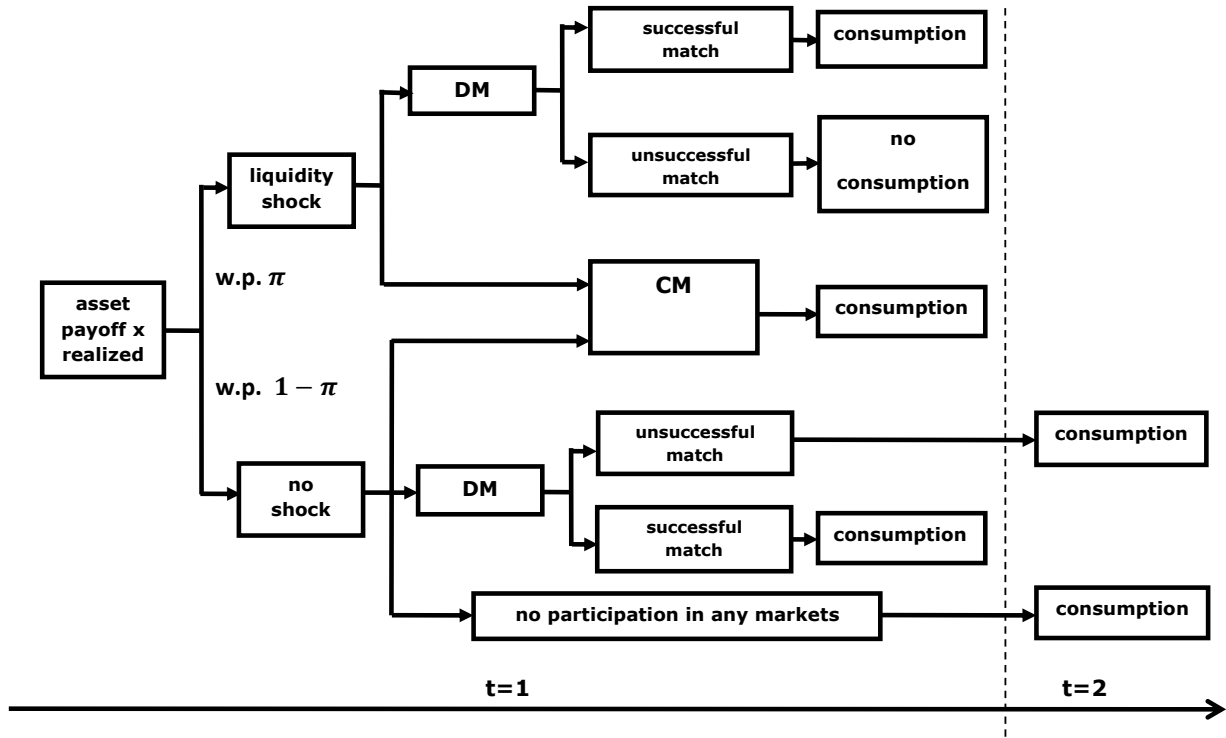 successful
match
consumption
DM
unsuccessful
match
no
consumption
liquidity
shock
w.p. π
CM
consumption
asset
payoff x
realized
w.p. 1 − π
unsuccessful
match
consumption
no
shock
DM
successful
match
consumption
no participation in any markets
consumption
t=1
t=2